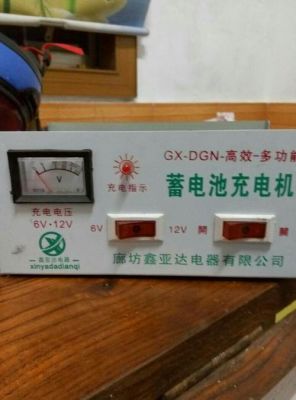 GX-DGN-高效-多功能
蓄电池充电机
V
充电指示
充电电压
6V·12V
6V
12V
開
關
鑫亚达电器
xinyadadianqi
廊坊鑫亚达电器有限公司